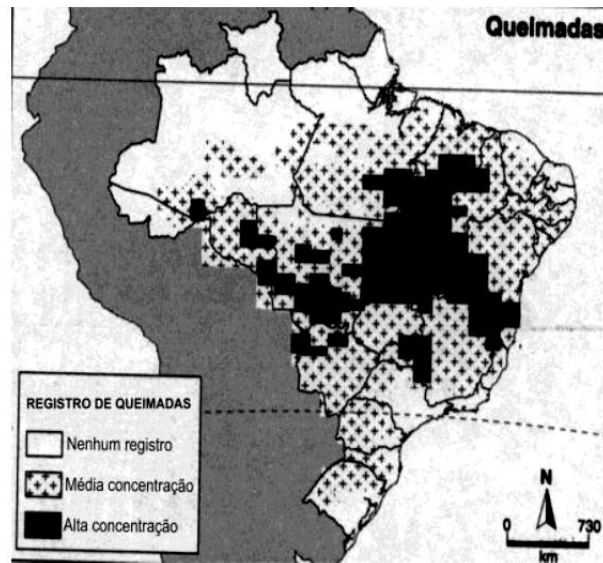 Queimadas
REGISTRO DE QUEIMADAS
Nenhum registro
Média concentração
Alta concentração
N
0 730
km